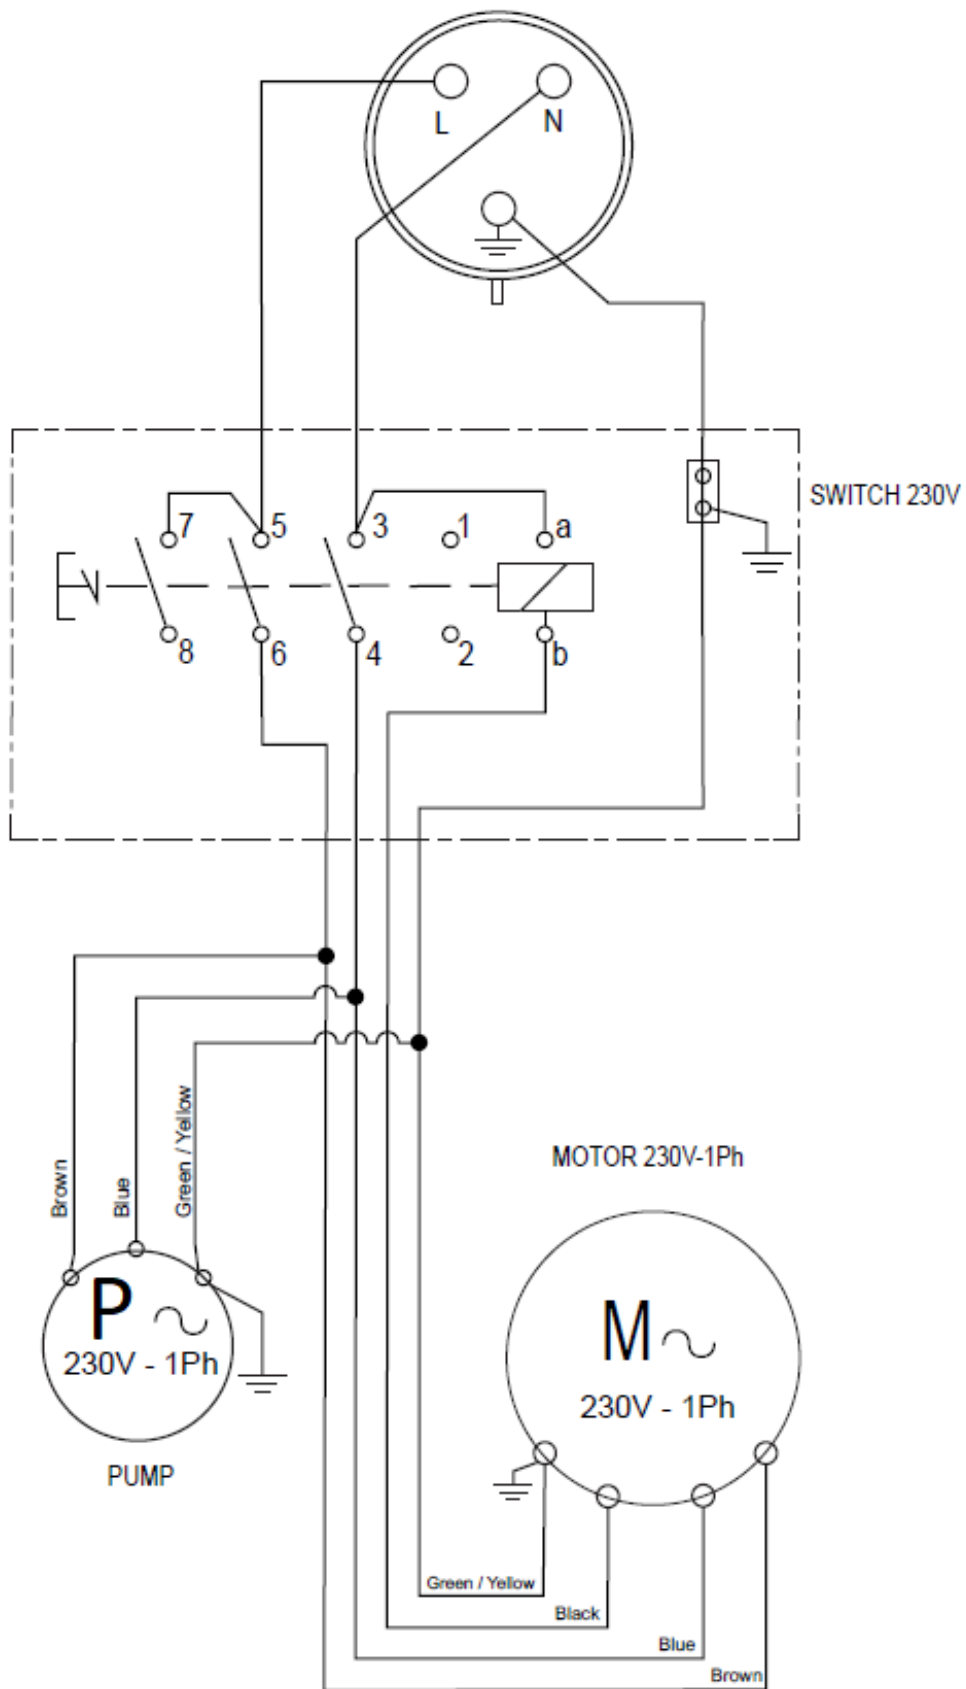 L
N
SWITCH 230V
7
5
3
1
a
8
6
4
2
b
Brown
Blue
Green / Yellow
MOTOR 230V-1Ph
P
230V - 1Ph
M
230V - 1Ph
PUMP
Green / Yellow
Black
Blue
Brown